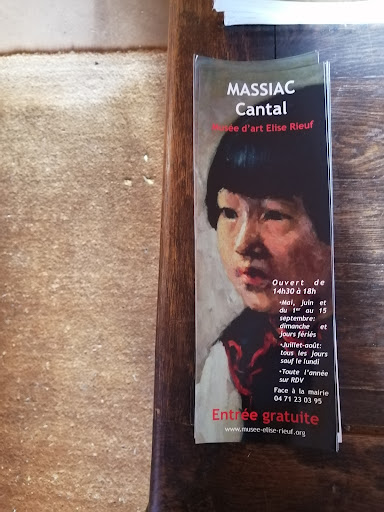 MASSIAC
Cantal
Musée d'art Elise Rieuf
Ouvert de
14h30 à 18h
•Mai, juin et
du 1er au 15
septembre:
dimanche et
jours fériés
•Juillet-août:
tous les jours
sauf le lundi
•Toute l'année
sur RDV
Face à la mairie
04 71 23 03 95
Entrée gratuite
www.musee-elise-rieuf.org